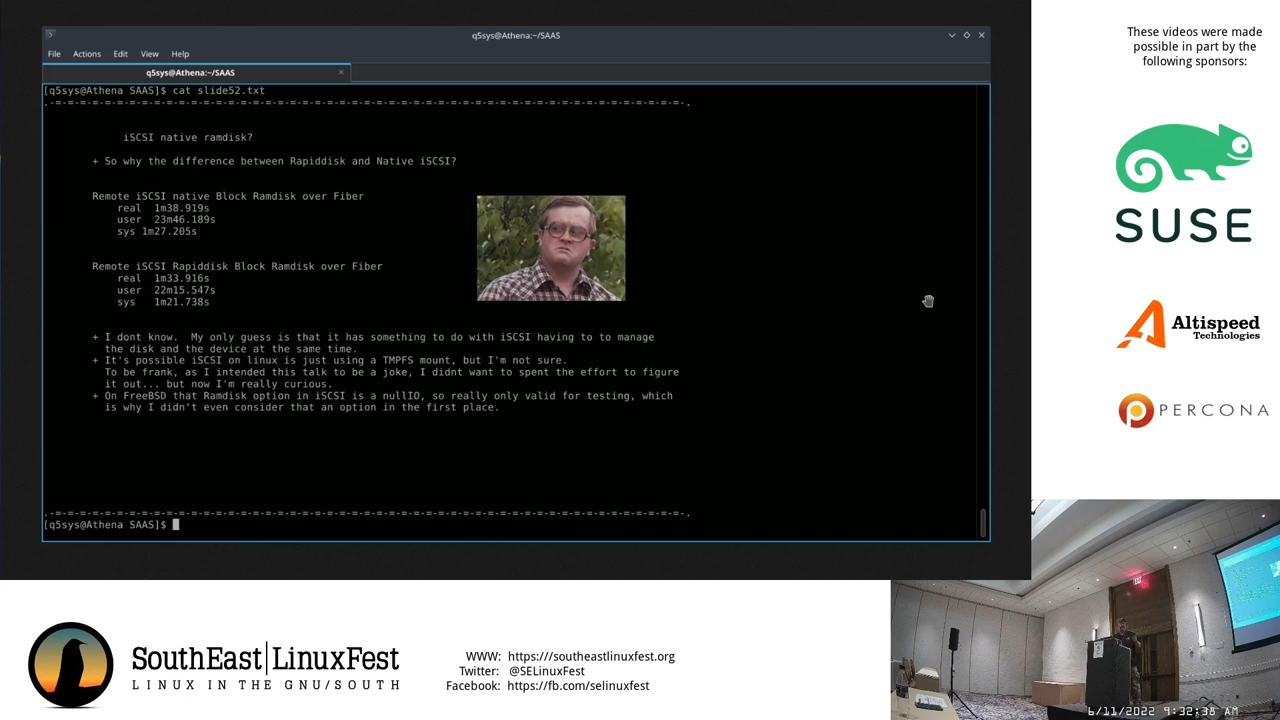 q5sys@Athena:~/SAAS
File Actions Edit View Help
q5sys@Athena:~/SAAS
[q5sys@Athena SAAS]$ cat slide52.txt
.-=-=-=-=-=-=-=-=-=-=-=-=-=-=-=-=-=-=-=-=-=-=-=-=-=-=-=-=-=-=-=-=-=-=-=-=-=-=-=-=-=-=-=-=-=-=-=-=-=-=-=-=-.
iSCSI native ramdisk?
+ So why the difference between Rapiddisk and Native iSCSI?
Remote iSCSI native Block Ramdisk over Fiber
real 1m38.919s
user 23m46.189s
sys 1m27.205s
Remote iSCSI Rapiddisk Block Ramdisk over Fiber
real 1m33.916s
user 22m15.547s
sys 1m21.738s
+ I dont know. My only guess is that it has something to do with iSCSI having to to manage
the disk and the device at the same time.
+ It's possible iSCSI on linux is just using a TMPFS mount, but I'm not sure.
To be frank, as I intended this talk to be a joke, I didnt want to spent the effort to figure
it out... but now I'm really curious.
+ On FreeBSD that Ramdisk option in iSCSI is a nullIO, so really only valid for testing, which
is why I didn't even consider that an option in the first place.
.-=-=-=-=-=-=-=-=-=-=-=-=-=-=-=-=-=-=-=-=-=-=-=-=-=-=-=-=-=-=-=-=-=-=-=-=-=-=-=-=-=-=-=-=-=-=-=-=-=-=-=-=-.
[q5sys@Athena SAAS]$
These videos were made
possible in part by the
following sponsors:
SUSE
Altispeed
Technologies
PERCONA
SouthEast|LinuxFest
LINUX IN THE GNU/SOUTH
WWW: https:///southeastlinuxfest.org
Twitter: @SELinuxFest
Facebook: https://fb.com/selinuxfest
6/11/2022 9:32:38 AM